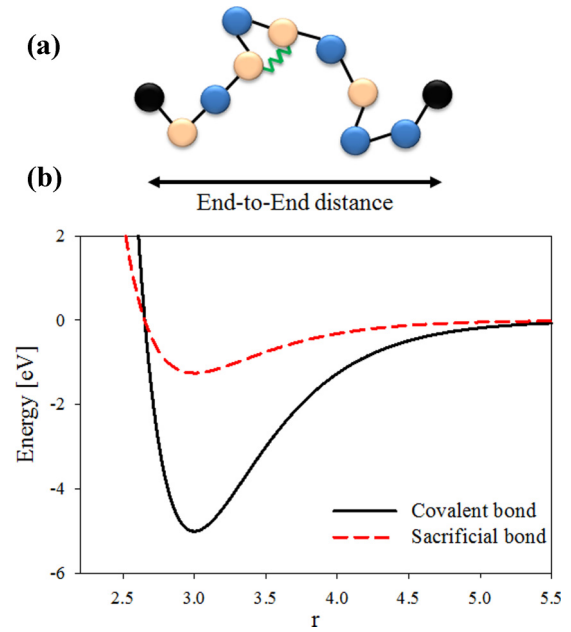 (a)
(b)
End-to-End distance
Energy [eV]
2
0
-2
-4
-6
Covalent bond
Sacrificial bond
2.5 3.0 3.5 4.0 4.5 5.0 5.5
r